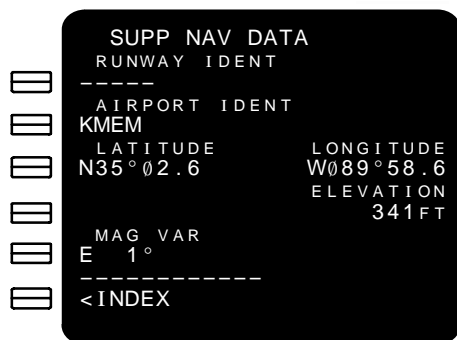 SUPP NAV DATA
RUNWAY IDENT
-----
AIRPORT IDENT
KMEM
LATITUDE LONGITUDE
N35°Ø2.6 WØ89°58.6
ELEVATION
341FT
MAG VAR
E 1°
------------
<INDEX